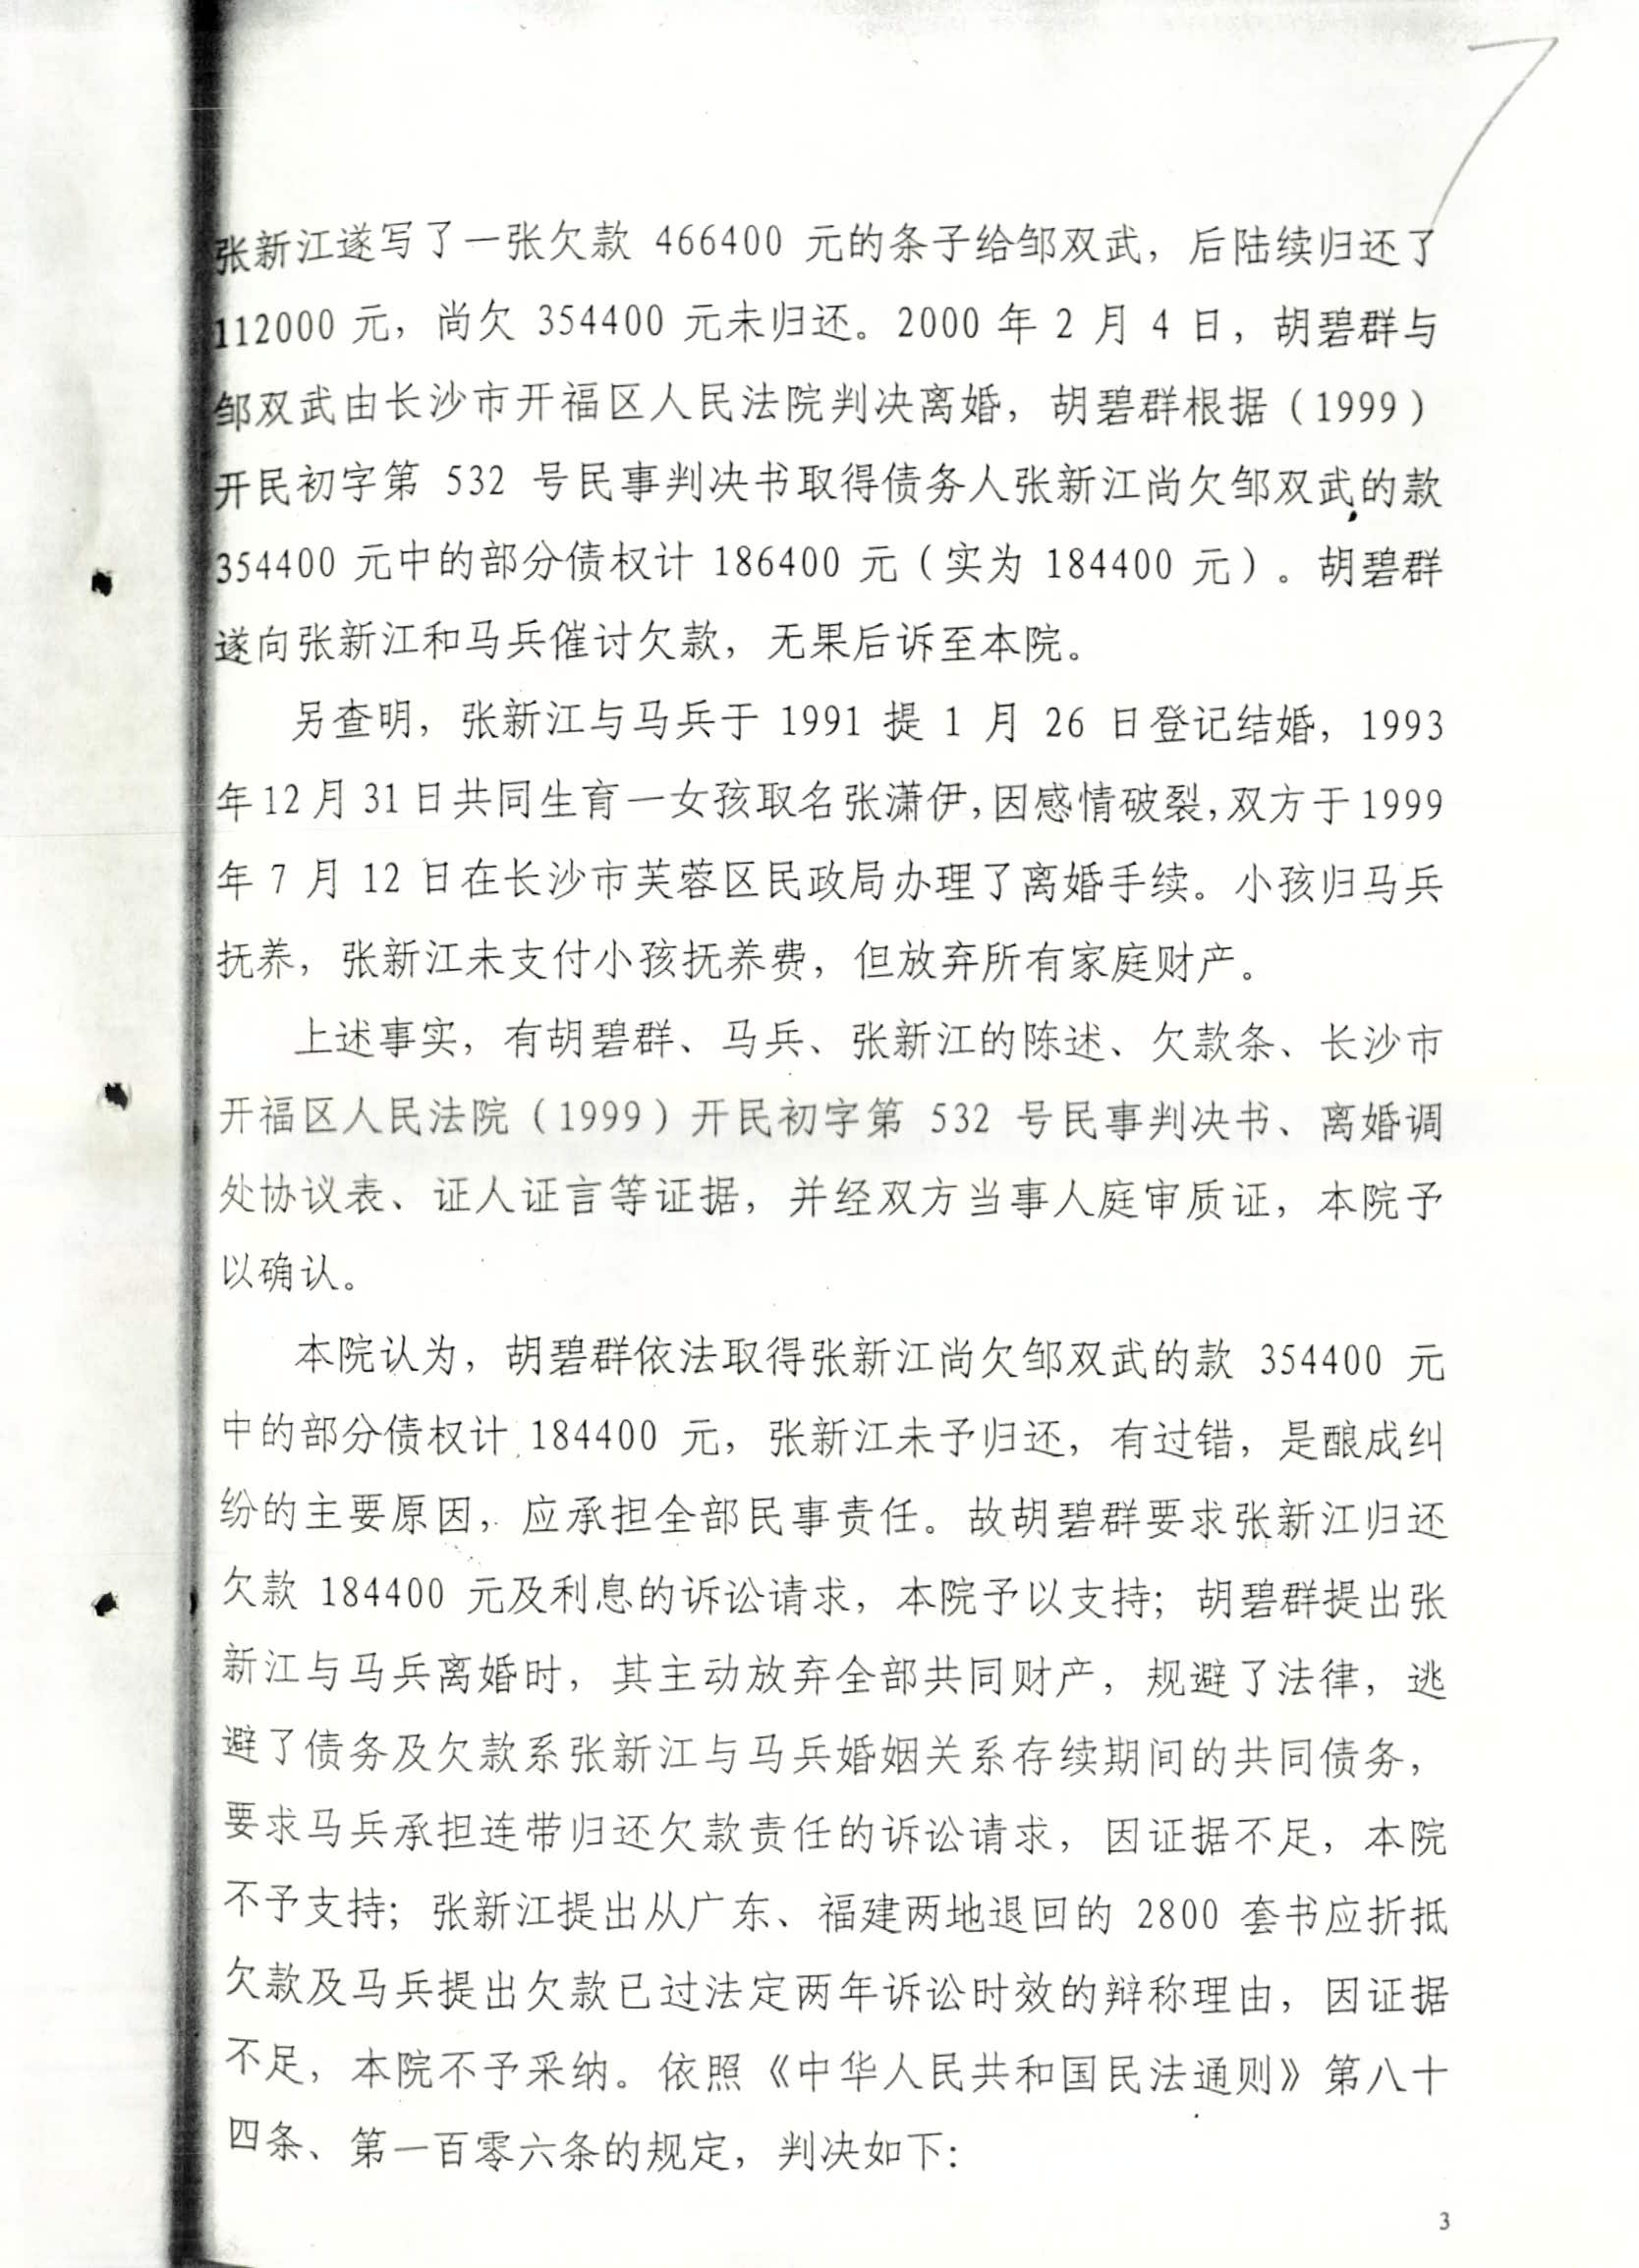 7
张新江遂写了一张欠款 466400 元的条子给邹双武，后陆续归还了
112000 元，尚欠 354400 元未归还。2000 年 2 月 4 日，胡碧群与
邹双武由长沙市开福区人民法院判决离婚，胡碧群根据（1999）
开民初字第 532 号民事判决书取得债务人张新江尚欠邹双武的款
354400 元中的部分债权计 186400 元（实为 184400 元）。胡碧群
遂向张新江和马兵催讨欠款，无果后诉至本院。
另查明，张新江与马兵于 1991 提 1 月 26 日登记结婚，1993
年12月31日共同生育一女孩取名张潇伊,因感情破裂,双方于1999
年 7 月 12 日在长沙市芙蓉区民政局办理了离婚手续。小孩归马兵
抚养，张新江未支付小孩抚养费，但放弃所有家庭财产。
上述事实，有胡碧群、马兵、张新江的陈述、欠款条、长沙市
开福区人民法院（1999）开民初字第 532 号民事判决书、离婚调
处协议表、证人证言等证据，并经双方当事人庭审质证，本院予
以确认。
本院认为，胡碧群依法取得张新江尚欠邹双武的款 354400 元
中的部分债权计 184400 元，张新江未予归还，有过错，是酿成纠
纷的主要原因，应承担全部民事责任。故胡碧群要求张新江归还
欠款 184400 元及利息的诉讼请求，本院予以支持；胡碧群提出张
新江与马兵离婚时，其主动放弃全部共同财产，规避了法律，逃
避了债务及欠款系张新江与马兵婚姻关系存续期间的共同债务，
要求马兵承担连带归还欠款责任的诉讼请求，因证据不足，本院
不予支持；张新江提出从广东、福建两地退回的 2800 套书应折抵
欠款及马兵提出欠款已过法定两年诉讼时效的辩称理由，因证据
不足，本院不予采纳。依照《中华人民共和国民法通则》第八十
四条、第一百零六条的规定，判决如下：
3